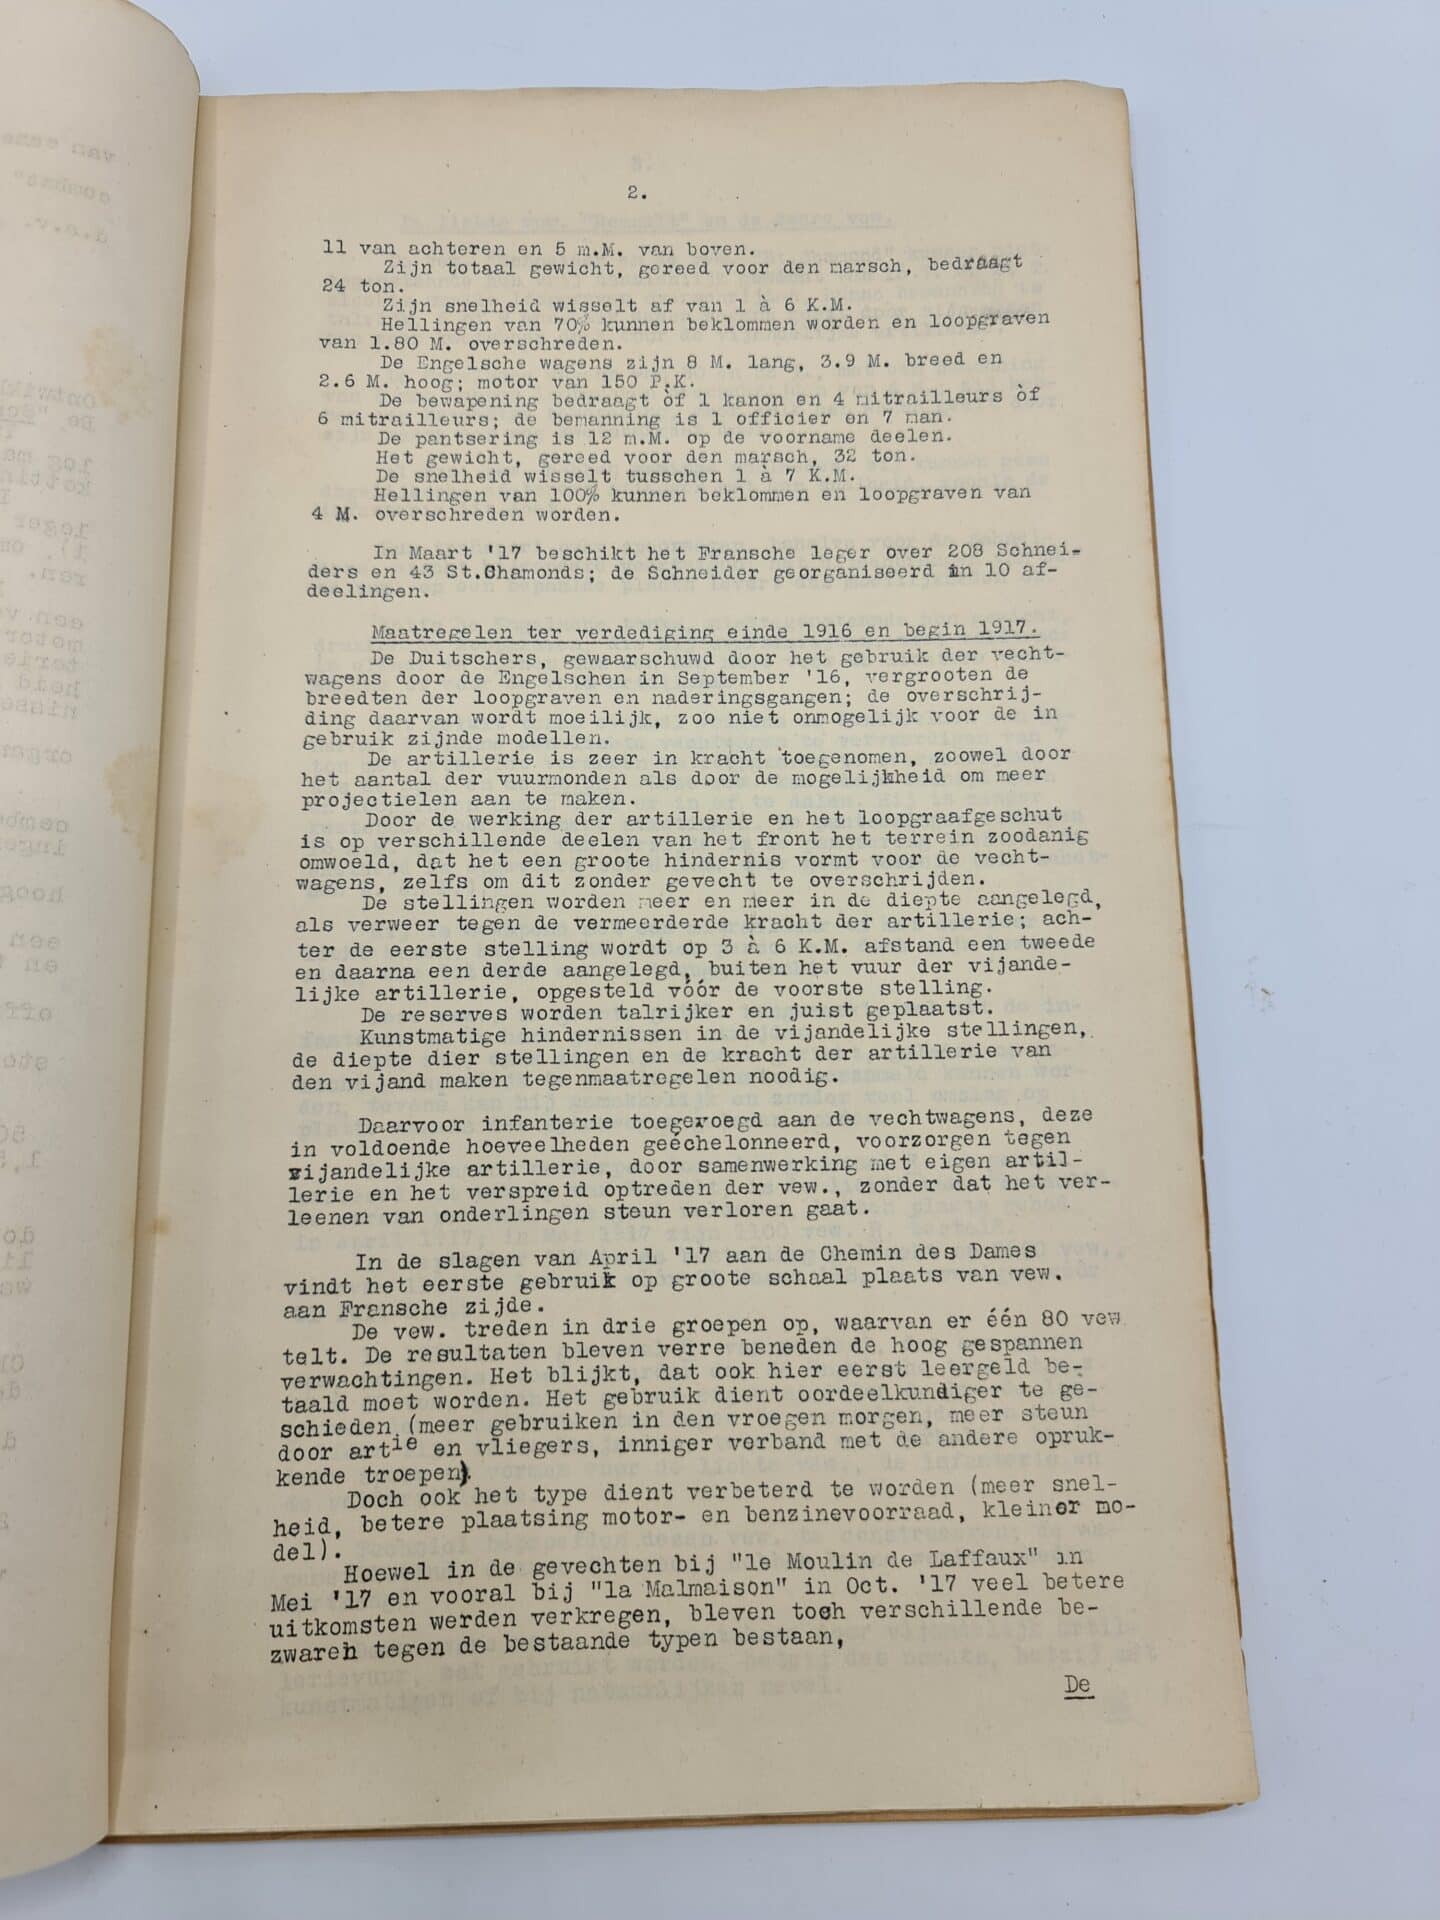 2.
11 van achteren en 5 m.M. van boven.
Zijn totaal gewicht, gereed voor den marsch, bedraagt
24 ton.
Zijn snelheid wisselt af van 1 à 6 K.M.
Hellingen van 70% kunnen beklommen worden en loopgraven
van 1.80 M. overschreden.
De Engelsche wagens zijn 8 M. lang, 3.9 M. breed en
2.6 M. hoog; motor van 150 P.K.
De bewapening bedraagt òf 1 kanon en 4 mitrailleurs òf
6 mitrailleurs; de bemanning is 1 officier en 7 man.
De pantsering is 12 m.M. op de voorname deelen.
Het gewicht, gereed voor den marsch, 32 ton.
De snelheid wisselt tusschen 1 à 7 K.M.
Hellingen van 100% kunnen beklommen en loopgraven van
4 M. overschreden worden.
In Maart '17 beschikt het Fransche leger over 208 Schnei-
ders en 43 St.Chamonds; de Schneider georganiseerd in 10 af-
deelingen.
Maatregelen ter verdediging einde 1916 en begin 1917.
De Duitschers, gewaarschuwd door het gebruik der vecht-
wagens door de Engelschen in September '16, vergrooten de
breedten der loopgraven en naderingsgangen; de overschrij-
ding daarvan wordt moeilijk, zoo niet onmogelijk voor de in
gebruik zijnde modellen.
De artillerie is zeer in kracht toegenomen, zoowel door
het aantal der vuurmonden als door de mogelijkheid om meer
projectielen aan te maken.
Door de werking der artillerie en het loopgraafgeschut
is op verschillende deelen van het front het terrein zoodanig
omwoeld, dat het een groote hindernis vormt voor de vecht-
wagens, zelfs om dit zonder gevecht te overschrijden.
De stellingen worden meer en meer in de diepte aangelegd,
als verweer tegen de vermeerderde kracht der artillerie; ach-
ter de eerste stelling wordt op 3 à 6 K.M. afstand een tweede
en daarna een derde aangelegd, buiten het vuur der vijande-
lijke artillerie, opgesteld vóór de voorste stelling.
De reserves worden talrijker en juist geplaatst.
Kunstmatige hindernissen in de vijandelijke stellingen,
de diepte dier stellingen en de kracht der artillerie van
den vijand maken tegenmaatregelen noodig.
Daarvoor infanterie toegevoegd aan de vechtwagens, deze
in voldoende hoeveelheden geéchelonneerd, voorzorgen tegen
vijandelijke artillerie, door samenwerking met eigen artil-
lerie en het verspreid optreden der vew., zonder dat het ver-
leenen van onderlingen steun verloren gaat.
In de slagen van April '17 aan de Chemin des Dames
vindt het eerste gebruik op groote schaal plaats van vew.
aan Fransche zijde.
De vew. treden in drie groepen op, waarvan er één 80 vew
telt. De resultaten bleven verre beneden de hoog gespannen
verwachtingen. Het blijkt, dat ook hier eerst leergeld be-
taald moet worden. Het gebruik dient oordeelkundiger te ge-
schieden (meer gebruiken in den vroegen morgen, meer steun
door artie en vliegers, inniger verband met de andere opruk-
kende troepen).
Doch ook het type dient verbeterd te worden (meer snel-
heid, betere plaatsing motor- en benzinevoorraad, kleiner mo-
del).
Hoewel in de gevechten bij "le Moulin de Laffaux" in
Mei '17 en vooral bij "la Malmaison" in Oct. '17 veel betere
uitkomsten werden verkregen, bleven toch verschillende be-
zwaren tegen de bestaande typen bestaan,
De